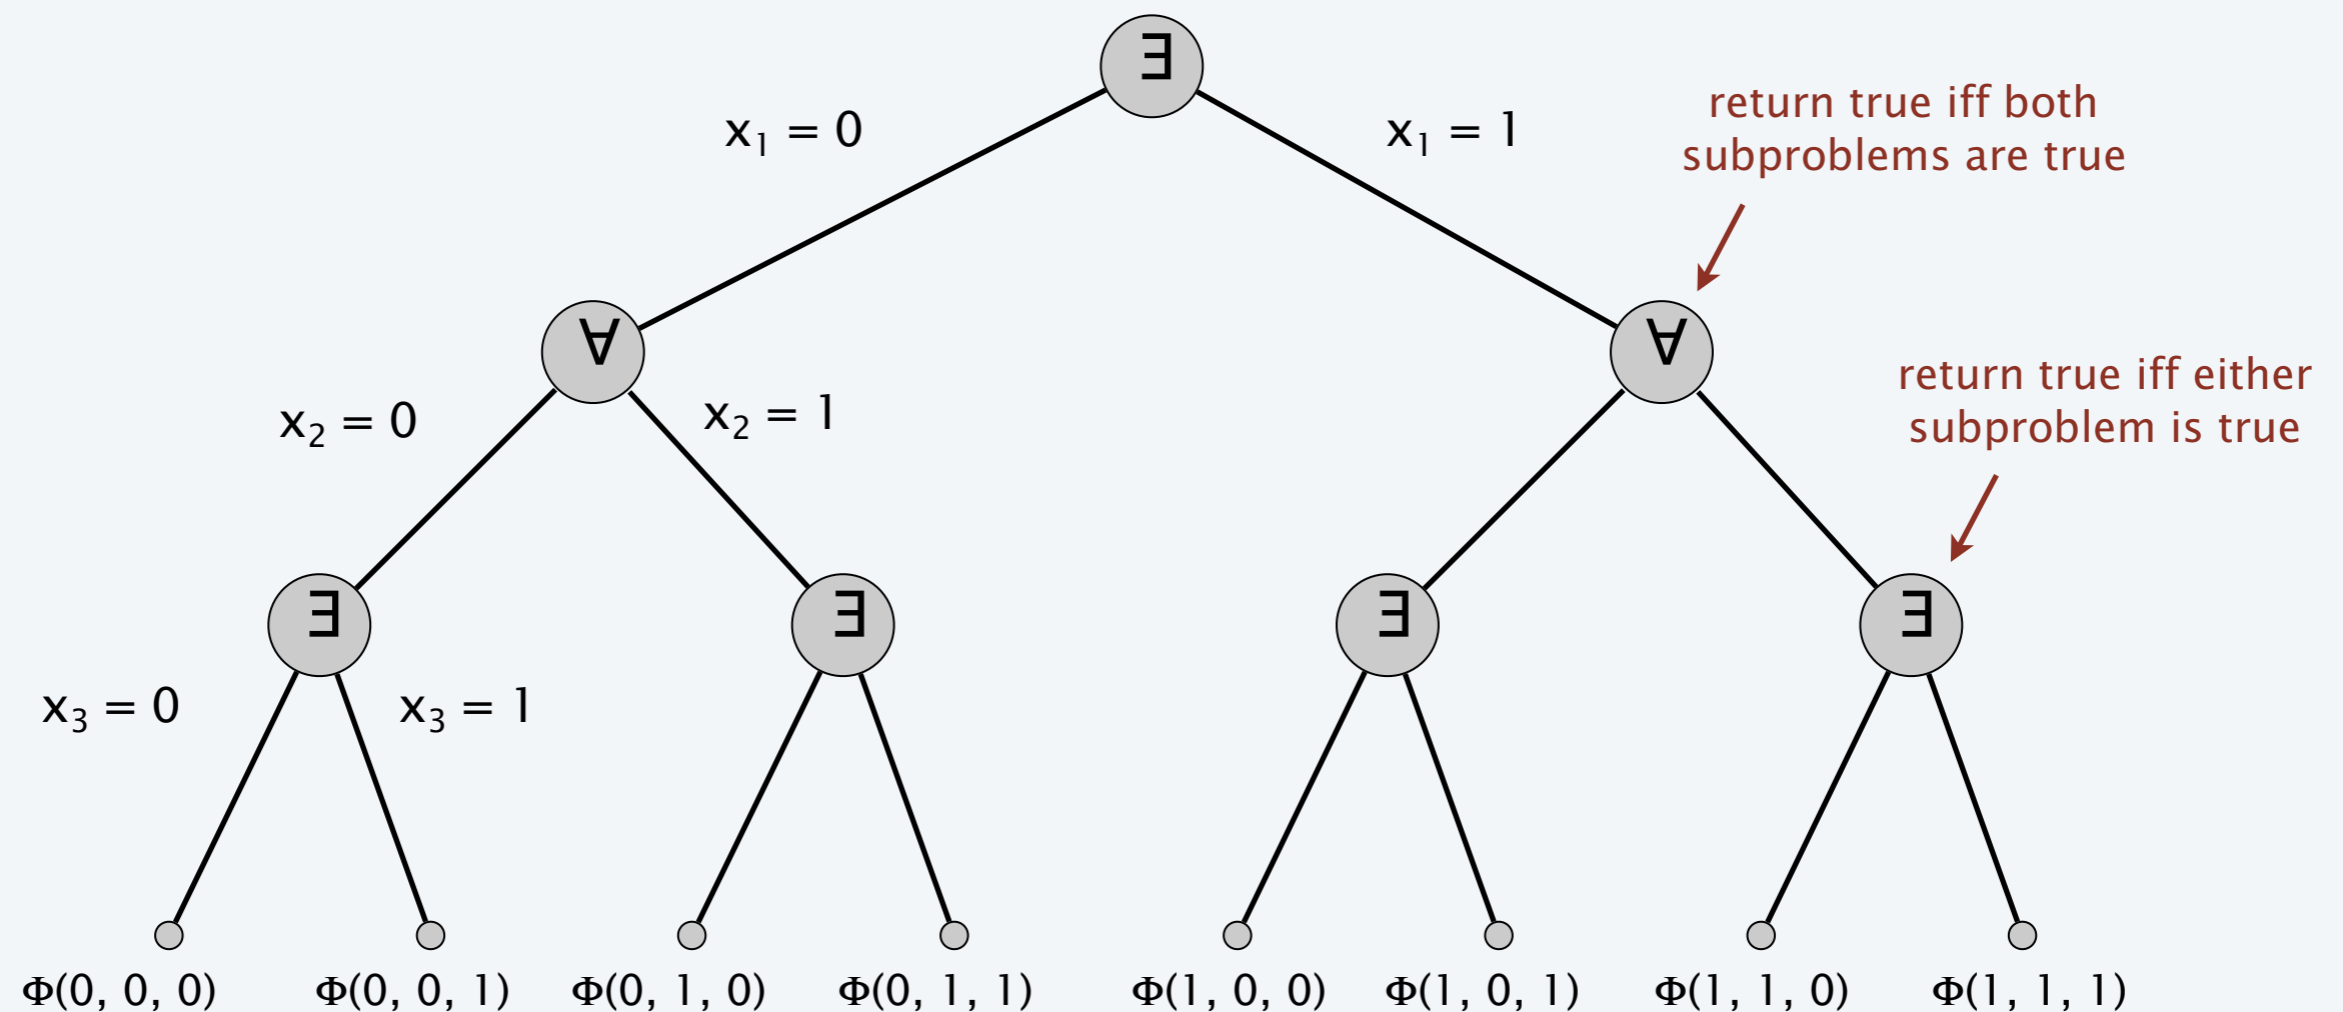 ∃
x₁ = 0
x₁ = 1
return true iff both
subproblems are true
∀
∀
x₂ = 0
x₂ = 1
return true iff either
subproblem is true
∃
∃
∃
∃
x₃ = 0
x₃ = 1
Φ(0, 0, 0)
Φ(0, 0, 1)
Φ(0, 1, 0)
Φ(0, 1, 1)
Φ(1, 0, 0)
Φ(1, 0, 1)
Φ(1, 1, 0)
Φ(1, 1, 1)